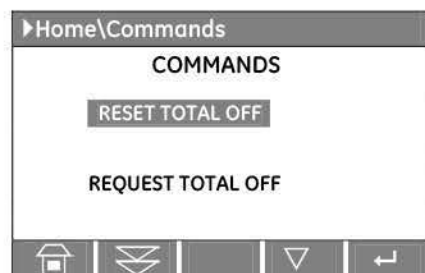 Home\Commands
COMMANDS
RESET TOTAL OFF
REQUEST TOTAL OFF